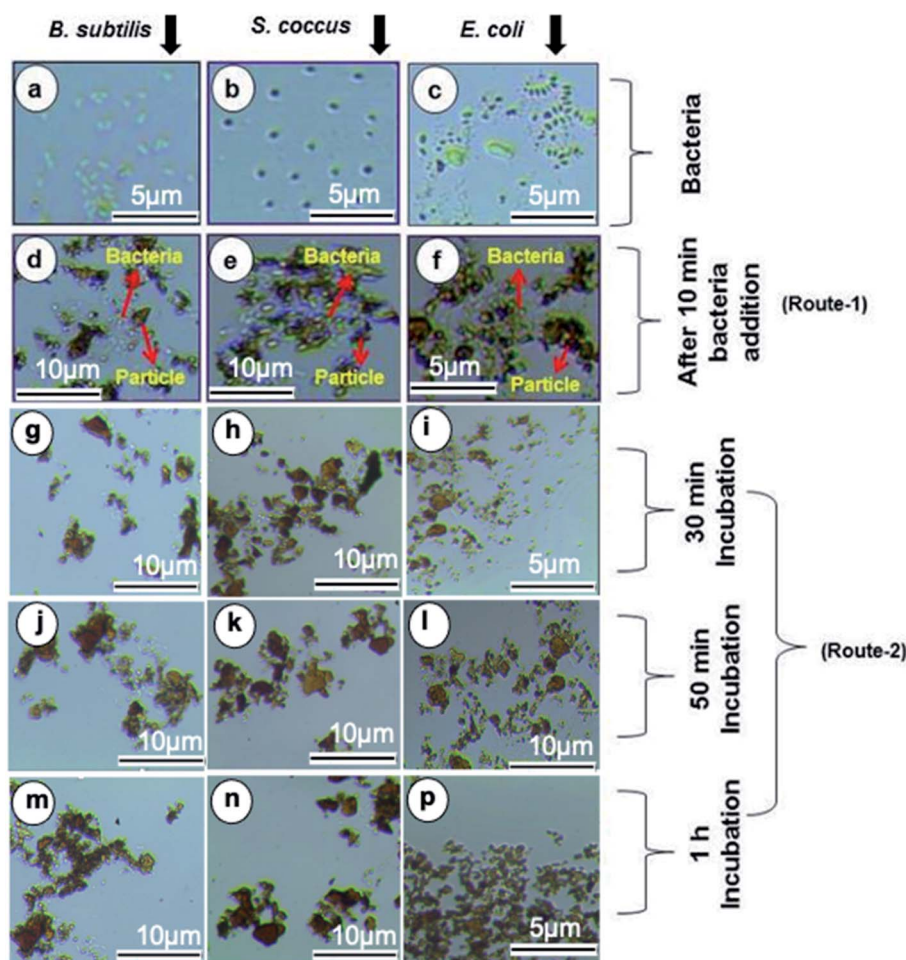 B. subtilis
S. coccus
E. coli
a
b
c
5μm
5μm
5μm
Bacteria
d
e
f
Bacteria
Bacteria
Bacteria
Particle
Particle
Particle
10μm
10μm
5μm
After 10 min
bacteria
addition
(Route-1)
g
h
i
10μm
10μm
5μm
30 min
Incubation
j
k
l
10μm
10μm
10μm
50 min
Incubation
(Route-2)
m
n
p
10μm
10μm
5μm
1 h
Incubation